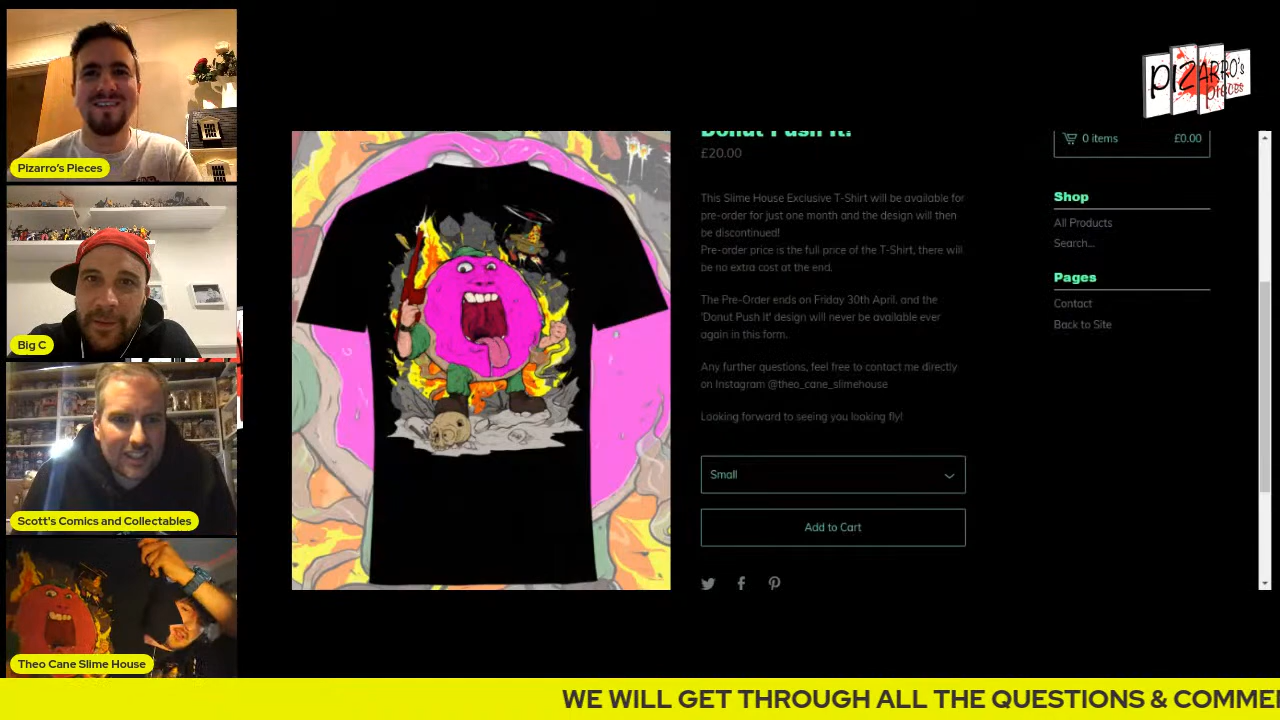 Pizarro's Pieces
Big C
Scott's Comics and Collectables
Theo Cane Slime House
PIZARRO's
PIECES
Donut Push It!
£20.00
This Slime House Exclusive T-Shirt will be available for
pre-order for just one month and the design will then
be discontinued!
Pre-order price is the full price of the T-Shirt, there will
be no extra cost at the end.
The Pre-Order ends on Friday 30th April, and the
'Donut Push It' design will never be available ever
again in this form.
Any further questions, feel free to contact me directly
on Instagram @theo_cane_slimehouse
Looking forward to seeing you looking fly!
Small
Add to Cart
0 items £0.00
Shop
All Products
Search...
Pages
Contact
Back to Site
WE WILL GET THROUGH ALL THE QUESTIONS & COMME